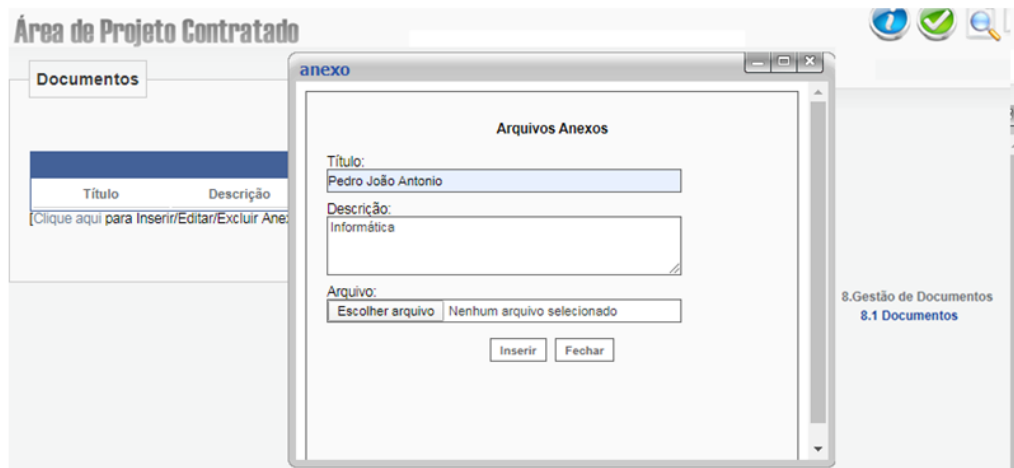 Área de Projeto Contratado
Documentos
Título Descrição
[Clique aqui para Inserir/Editar/Excluir Ane
anexo
Arquivos Anexos
Título:
Pedro João Antonio
Descrição:
Informática
Arquivo:
Escolher arquivo Nenhum arquivo selecionado
Inserir Fechar
8.Gestão de Documentos
8.1 Documentos